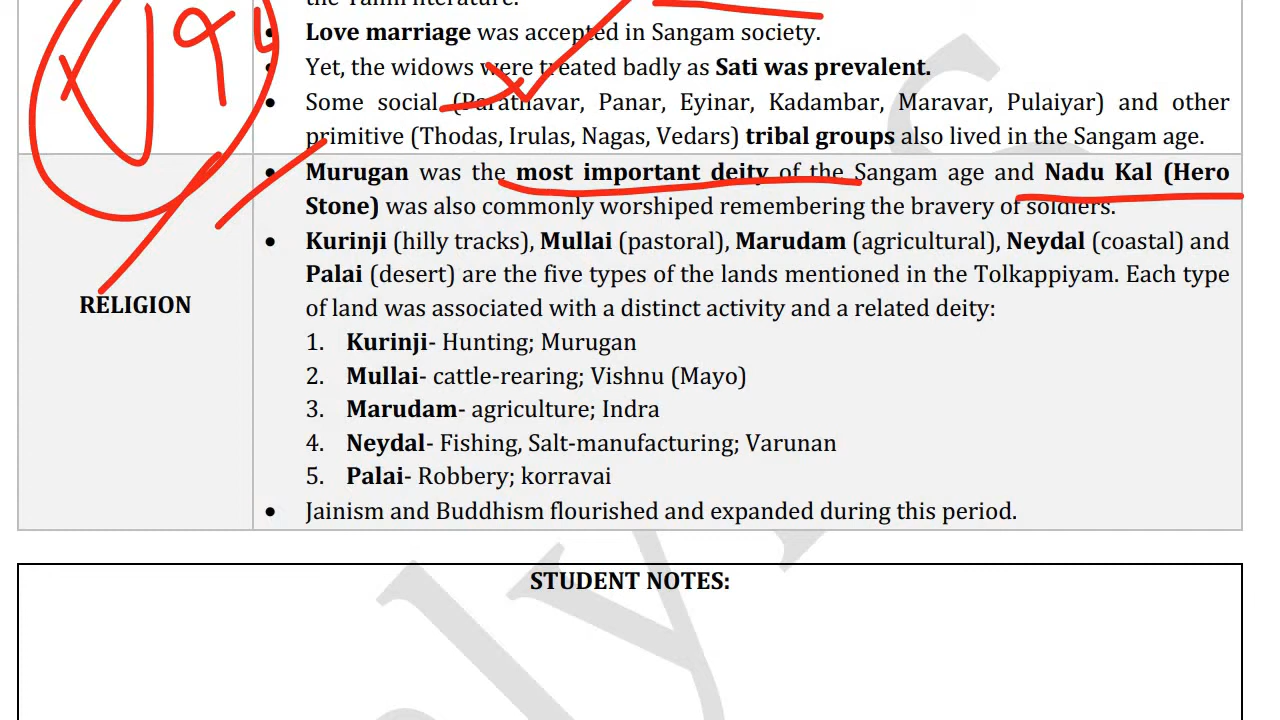 the Tamil literature.
• Love marriage was accepted in Sangam society.
• Yet, the widows were treated badly as Sati was prevalent.
• Some social (Parathavar, Panar, Eyinar, Kadambar, Maravar, Pulaiyar) and other
primitive (Thodas, Irulas, Nagas, Vedars) tribal groups also lived in the Sangam age.
RELIGION
• Murugan was the most important deity of the Sangam age and Nadu Kal (Hero
Stone) was also commonly worshiped remembering the bravery of soldiers.
• Kurinji (hilly tracks), Mullai (pastoral), Marudam (agricultural), Neydal (coastal) and
Palai (desert) are the five types of the lands mentioned in the Tolkappiyam. Each type
of land was associated with a distinct activity and a related deity:
1. Kurinji- Hunting; Murugan
2. Mullai- cattle-rearing; Vishnu (Mayo)
3. Marudam- agriculture; Indra
4. Neydal- Fishing, Salt-manufacturing; Varunan
5. Palai- Robbery; korravai
• Jainism and Buddhism flourished and expanded during this period.
STUDENT NOTES: